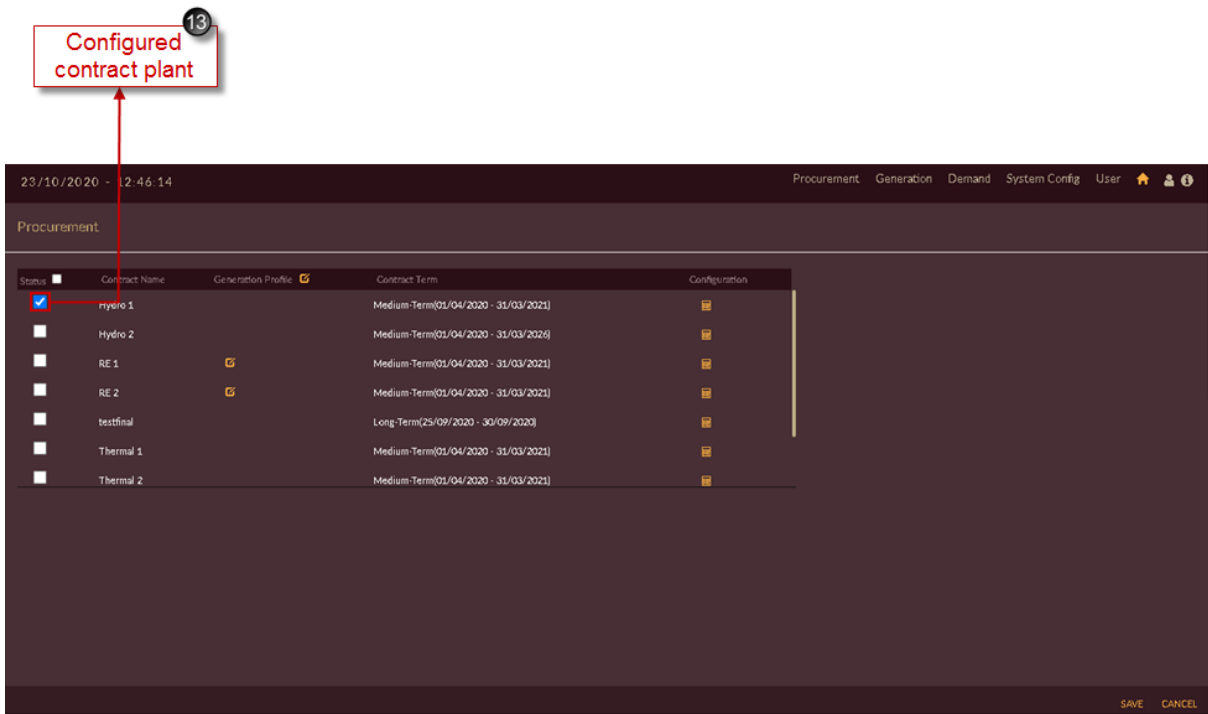 13
Configured
contract plant
23/10/2020 - 12:46:14 Procurement Generation Demand System Config User
Procurement
Status Contract Name Generation Profile Contract Term Configuration
Hydro 1 Medium-Term(01/04/2020 - 31/03/2021)
Hydro 2 Medium-Term(01/04/2020 - 31/03/2026)
RE 1 Medium-Term(01/04/2020 - 31/03/2021)
RE 2 Medium-Term(01/04/2020 - 31/03/2021)
testfinal Long-Term(25/09/2020 - 30/09/2020)
Thermal 1 Medium-Term(01/04/2020 - 31/03/2021)
Thermal 2 Medium-Term(01/04/2020 - 31/03/2021)
SAVE CANCEL